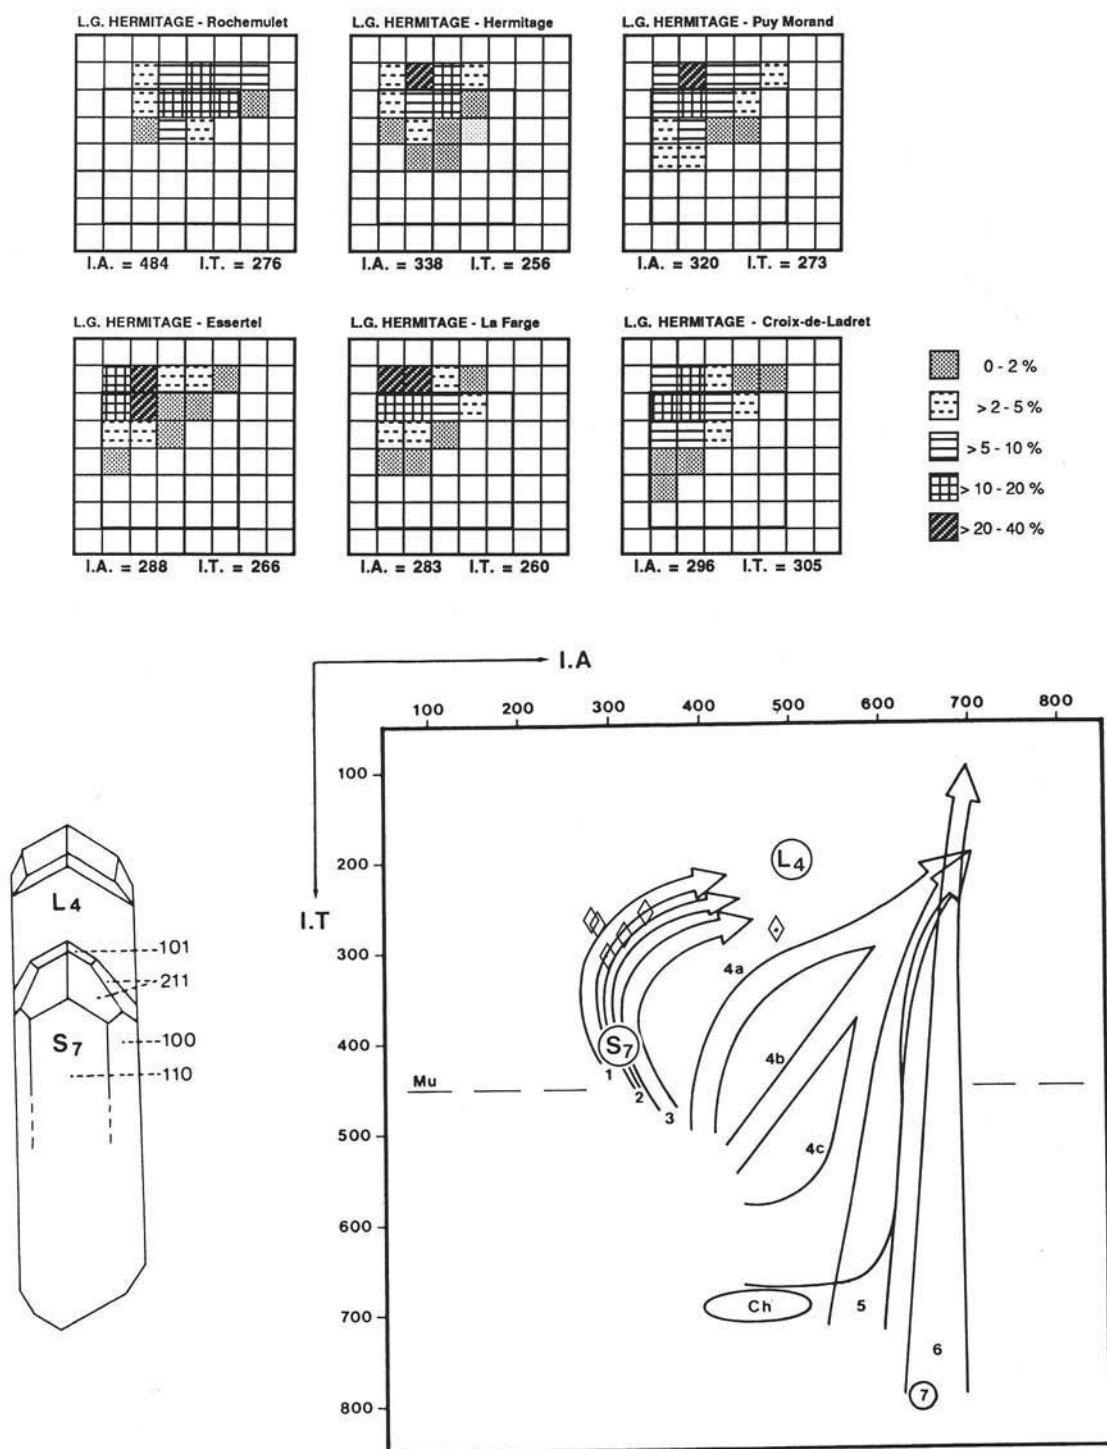 L.G. HERMITAGE - Rochemulet L.G. HERMITAGE - Hermitage L.G. HERMITAGE - Puy Morand
I.A. = 484 I.T. = 276 I.A. = 338 I.T. = 256 I.A. = 320 I.T. = 273
L.G. HERMITAGE - Essertel L.G. HERMITAGE - La Farge L.G. HERMITAGE - Croix-de-Ladret
I.A. = 288 I.T. = 266 I.A. = 283 I.T. = 260 I.A. = 296 I.T. = 305
0 - 2 %
> 2 - 5 %
> 5 - 10 %
> 10 - 20 %
> 20 - 40 %
I.A
100 200 300 400 500 600 700 800
I.T
100
200
300
400
500
600
700
800
L4
S7
4a
4b
4c
1
2
3
Mu
Ch
5
6
7
L4
101
211
S7
100
110